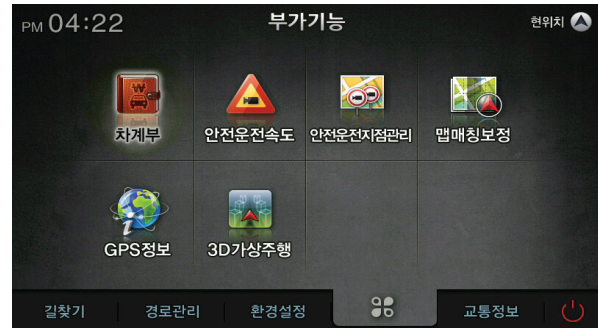 PM 04:22
부가기능
현위치
차계부
안전운전속도
안전운전지점관리
맵매칭보정
GPS정보
3D가상주행
길찾기
경로관리
환경설정
교통정보